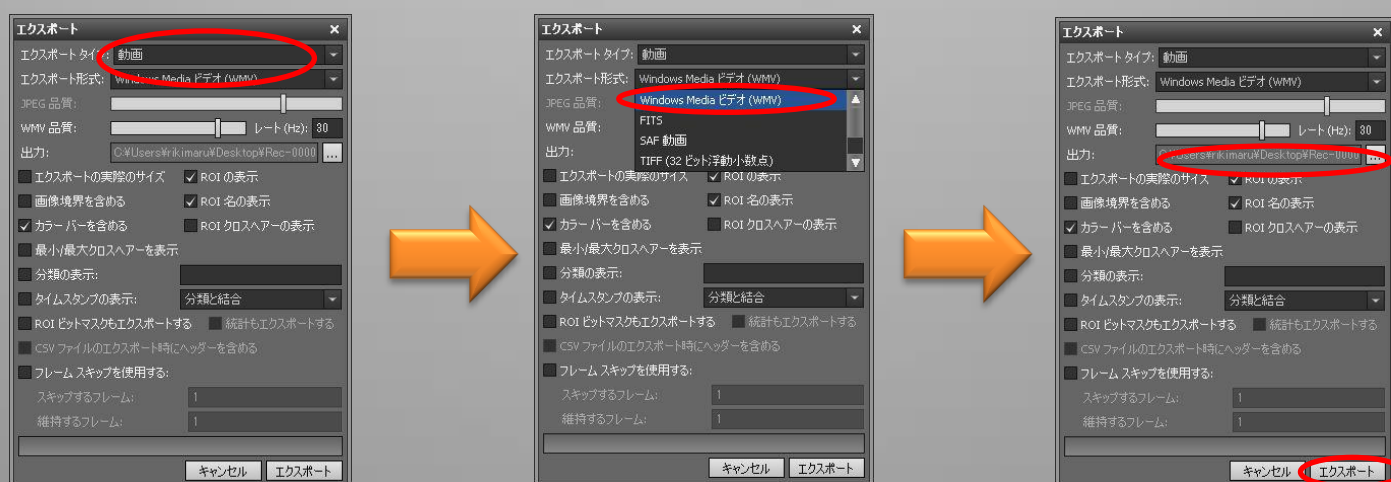 エクスポート
エクスポート タイプ: 動画
エクスポート形式: Windows Media ビデオ (WMV)
JPEG 品質:
WMV 品質: レート (Hz): 30
出力: C:¥Users¥rikimaru¥Desktop¥Rec-0000 ...
エクスポートの実際のサイズ ROI の表示
画像境界を含める ROI 名の表示
カラー バーを含める ROI クロスヘアーの表示
最小/最大クロスヘアーを表示
分類の表示:
タイムスタンプの表示: 分類と結合
ROI ビットマスクもエクスポートする 統計もエクスポートする
CSV ファイルのエクスポート時にヘッダーを含める
フレーム スキップを使用する:
スキップするフレーム: 1
維持するフレーム: 1
キャンセル エクスポート
エクスポート
エクスポート タイプ: 動画
エクスポート形式: Windows Media ビデオ (WMV)
JPEG 品質: Windows Media ビデオ (WMV)
FITS
WMV 品質: SAF 動画
出力: TIFF (32 ビット浮動小数点)
エクスポートの実際のサイズ ROI の表示
画像境界を含める ROI 名の表示
カラー バーを含める ROI クロスヘアーの表示
最小/最大クロスヘアーを表示
分類の表示:
タイムスタンプの表示: 分類と結合
ROI ビットマスクもエクスポートする 統計もエクスポートする
CSV ファイルのエクスポート時にヘッダーを含める
フレーム スキップを使用する:
スキップするフレーム: 1
維持するフレーム: 1
キャンセル エクスポート
エクスポート
エクスポート タイプ: 動画
エクスポート形式: Windows Media ビデオ (WMV)
JPEG 品質:
WMV 品質: レート (Hz): 30
出力: C:¥Users¥rikimaru¥Desktop¥Rec-0000 ...
エクスポートの実際のサイズ ROI の表示
画像境界を含める ROI 名の表示
カラー バーを含める ROI クロスヘアーの表示
最小/最大クロスヘアーを表示
分類の表示:
タイムスタンプの表示: 分類と結合
ROI ビットマスクもエクスポートする 統計もエクスポートする
CSV ファイルのエクスポート時にヘッダーを含める
フレーム スキップを使用する:
スキップするフレーム: 1
維持するフレーム: 1
キャンセル エクスポート